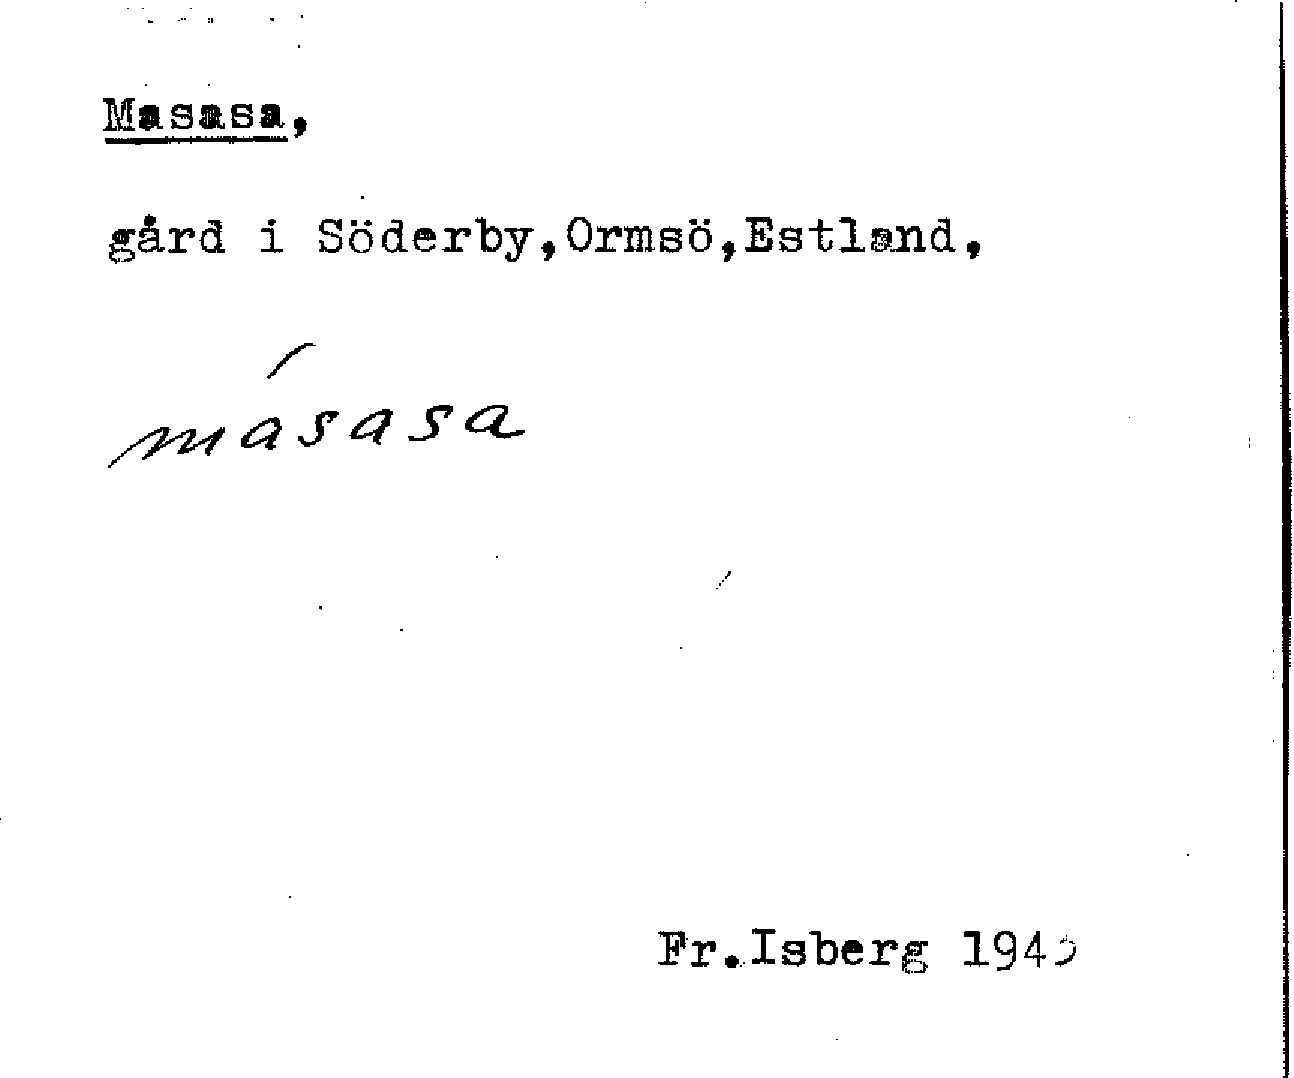 Masasa,
gård i Söderby,Ormsö,Estland,
másasa
Fr.Isberg